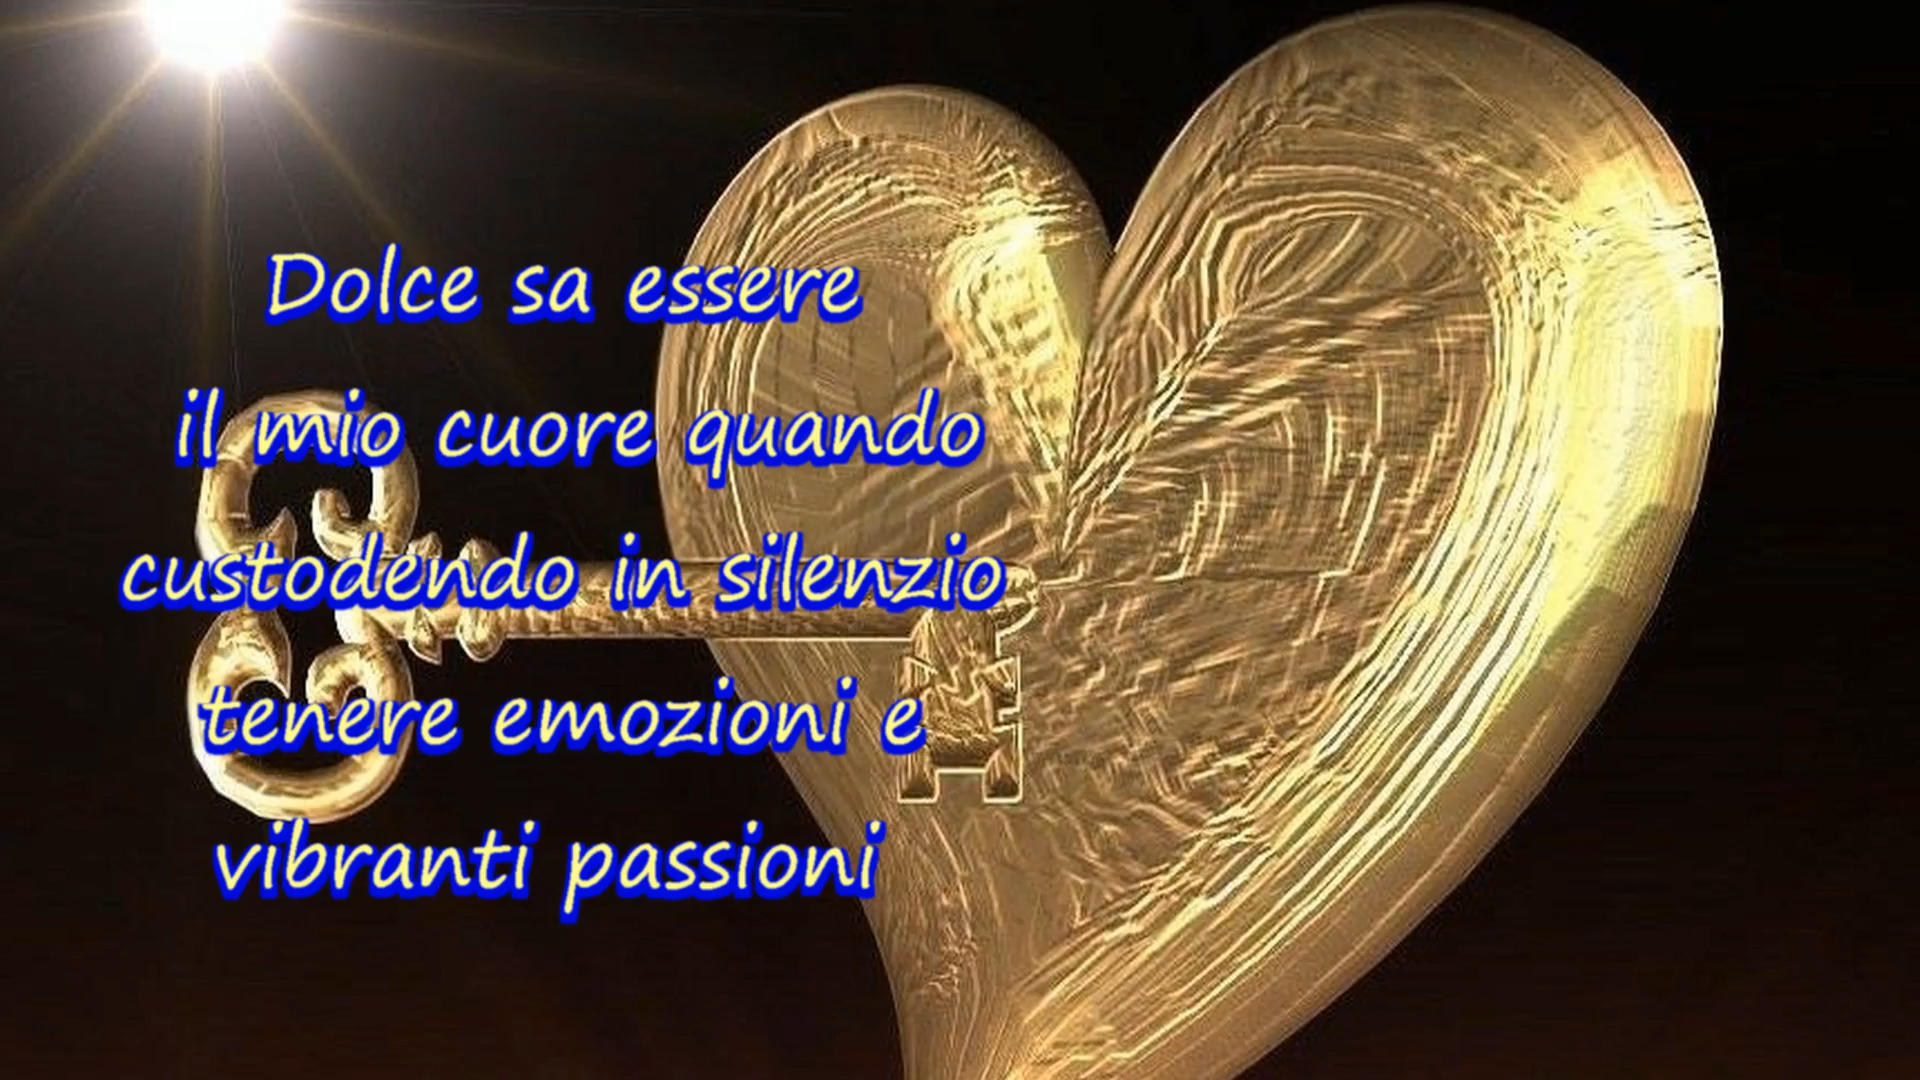 Dolce sa essere
il mio cuore quando
custodendo in silenzio
tenere emozioni e
vibranti passioni